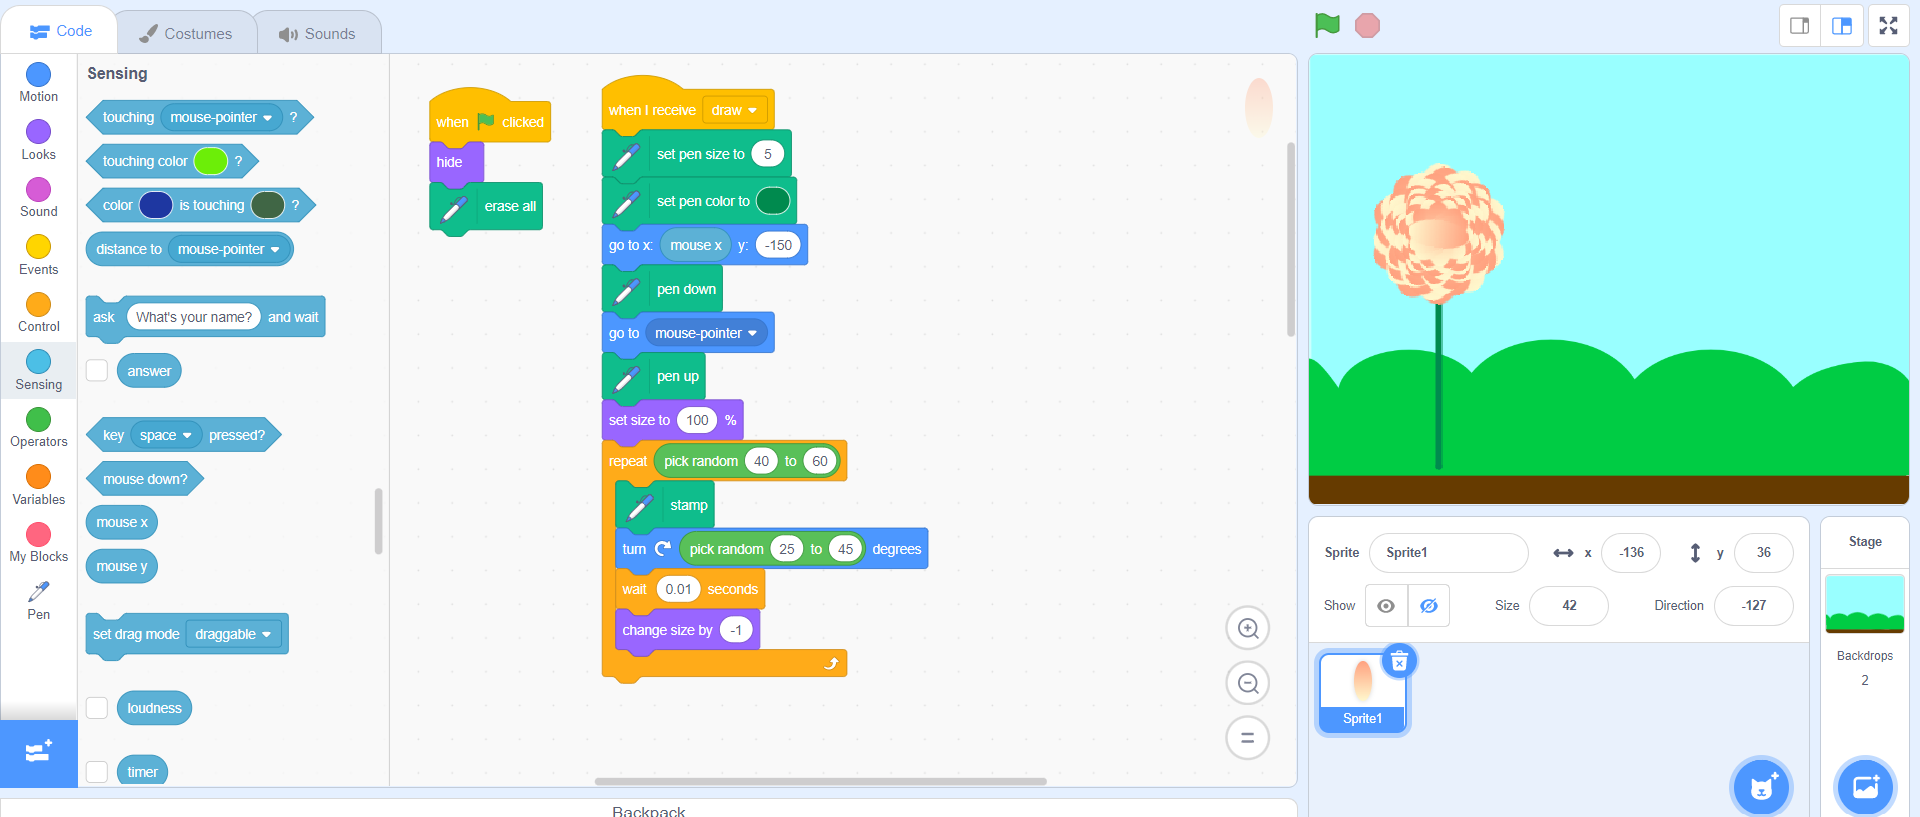 Code
Costumes
Sounds
Motion
Looks
Sound
Events
Control
Sensing
Operators
Variables
My Blocks
Pen
Sensing
touching mouse-pointer ?
touching color ?
color is touching ?
distance to mouse-pointer
ask What's your name? and wait
answer
key space pressed?
mouse down?
mouse x
mouse y
set drag mode draggable
loudness
timer
when clicked
hide
erase all
when I receive draw
set pen size to 5
set pen color to
go to x: mouse x y: -150
pen down
go to mouse-pointer
pen up
set size to 100 %
repeat pick random 40 to 60
stamp
turn pick random 25 to 45 degrees
wait 0.01 seconds
change size by -1
Backpack
Sprite Sprite1 x -136 y 36
Show Size 42 Direction -127
Sprite1
Stage
Backdrops
2